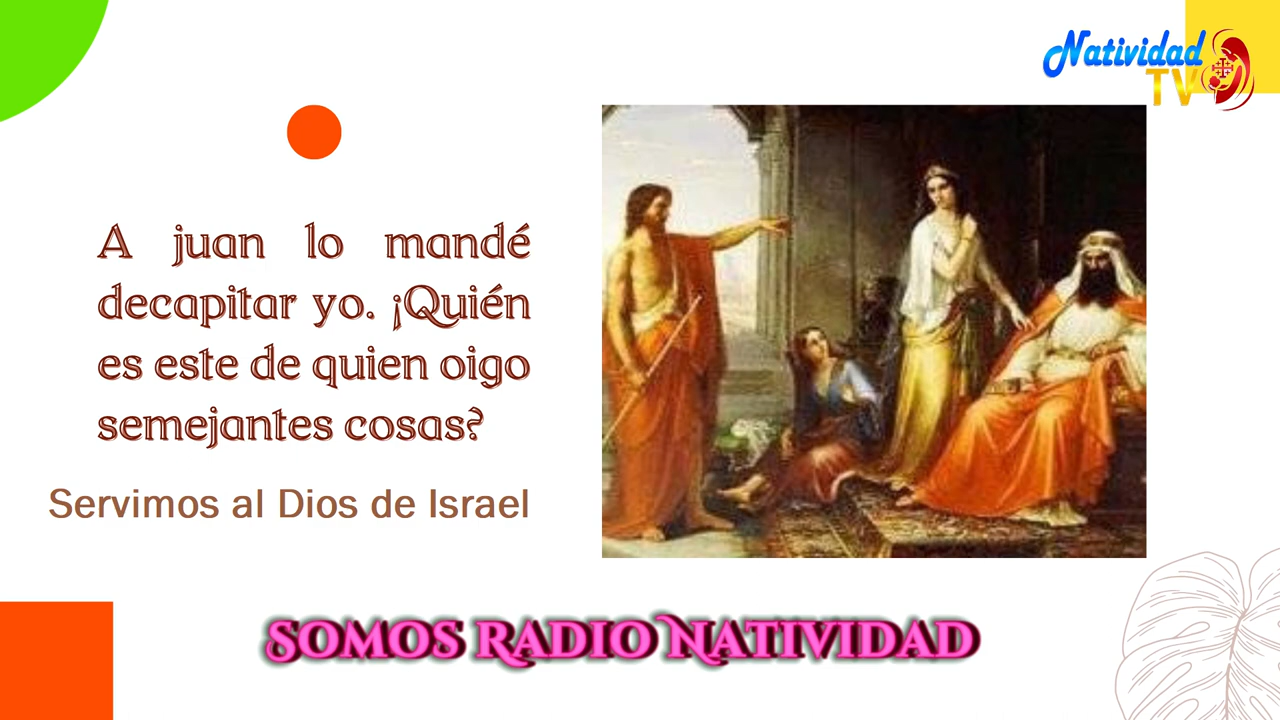 Natividad
TV
A juan lo mandé
decapitar yo. ¡Quién
es este de quien oigo
semejantes cosas?
Servimos al Dios de Israel
Somos Radio Natividad